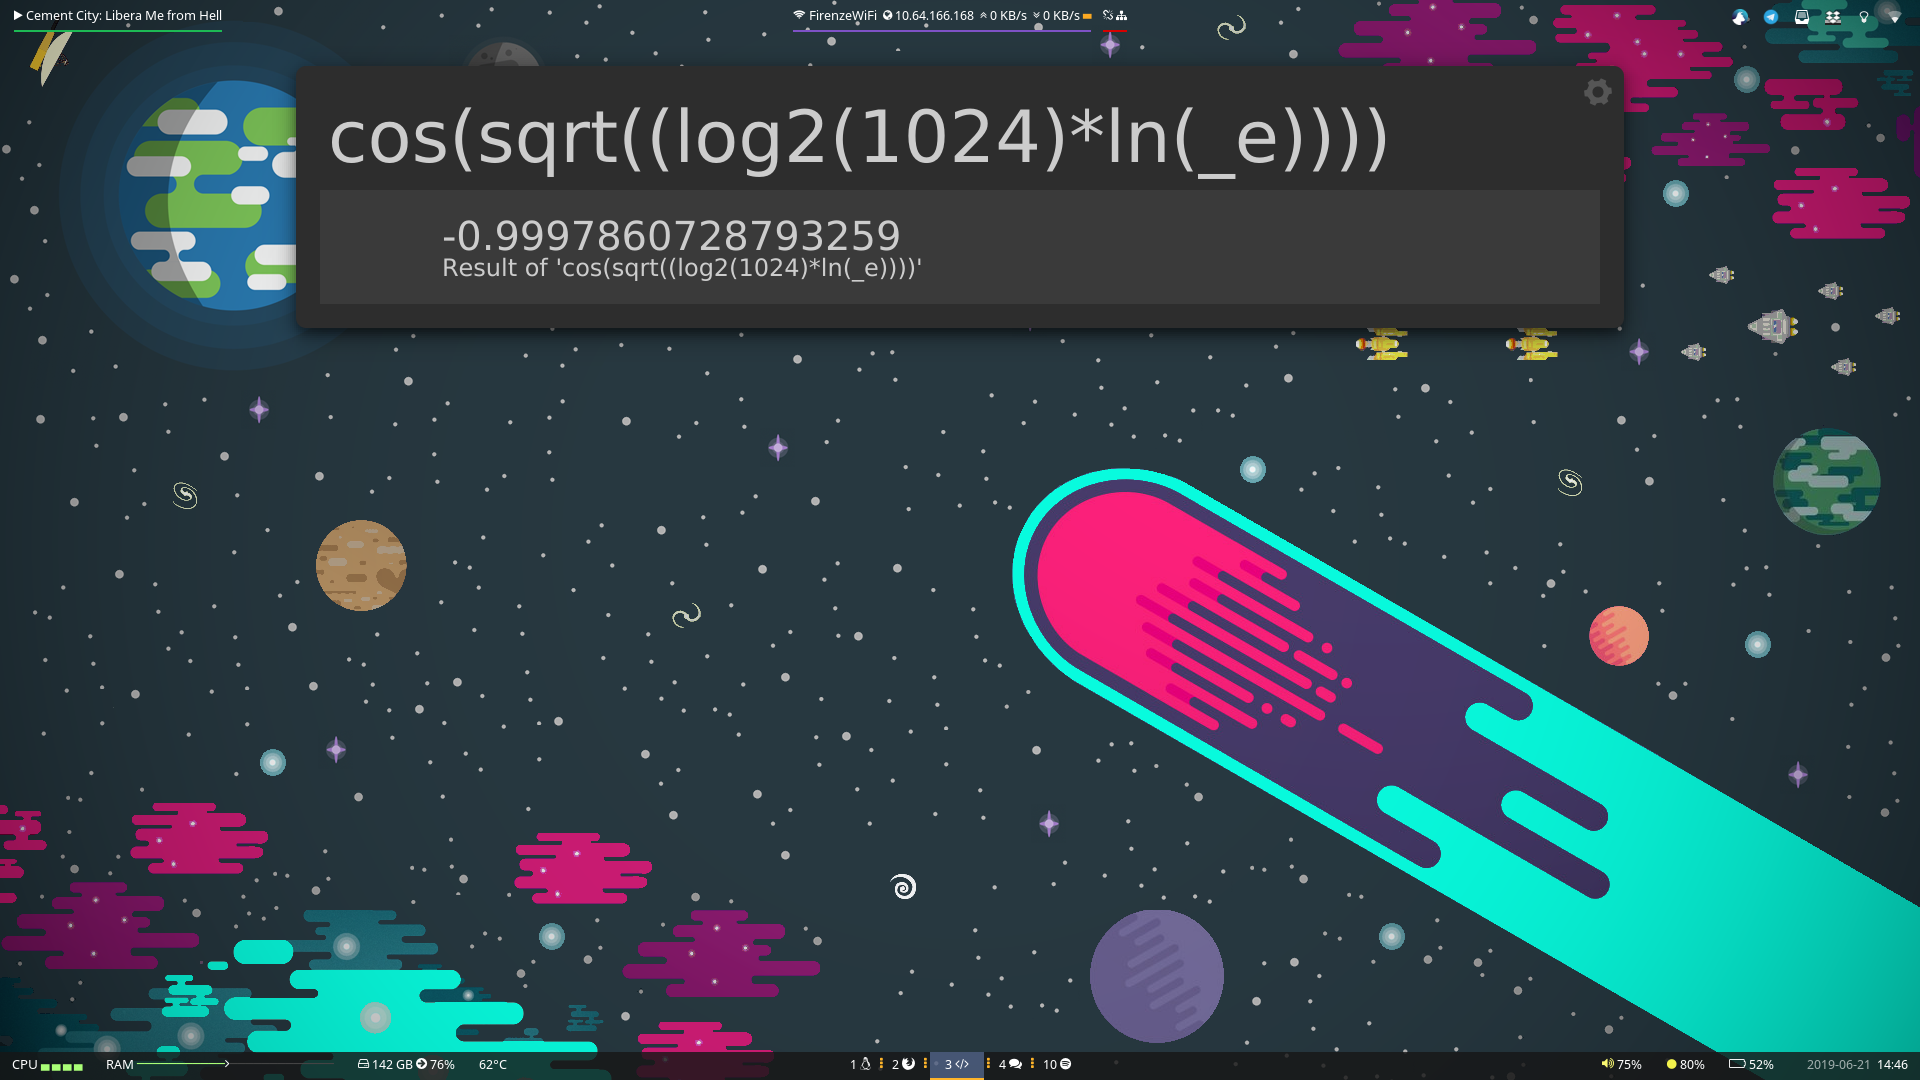 Cement City: Libera Me from Hell
FirenzeWiFi 10.64.166.168 0 KB/s 0 KB/s
cos(sqrt((log2(1024)*ln(_e))))
-0.9997860728793259
Result of 'cos(sqrt((log2(1024)*ln(_e))))'
CPU RAM 142 GB 76% 62°C 1 2 3 </> 4 10 75% 80% 52% 2019-06-21 14:46